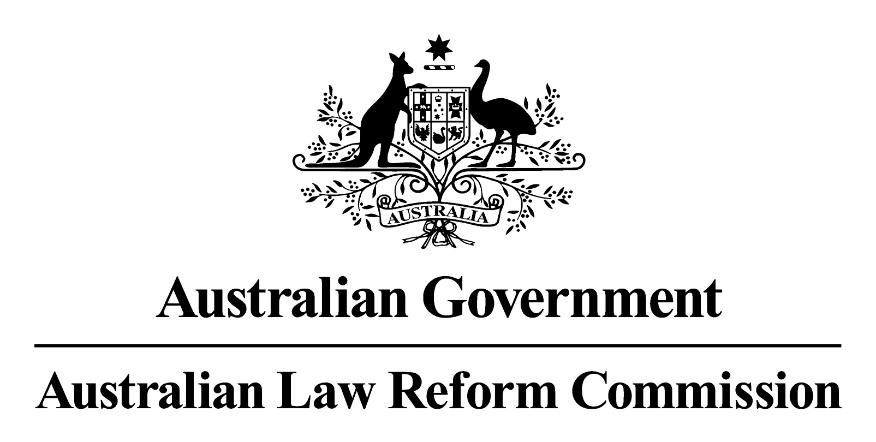 AUSTRALIA
Australian Government
Australian Law Reform Commission